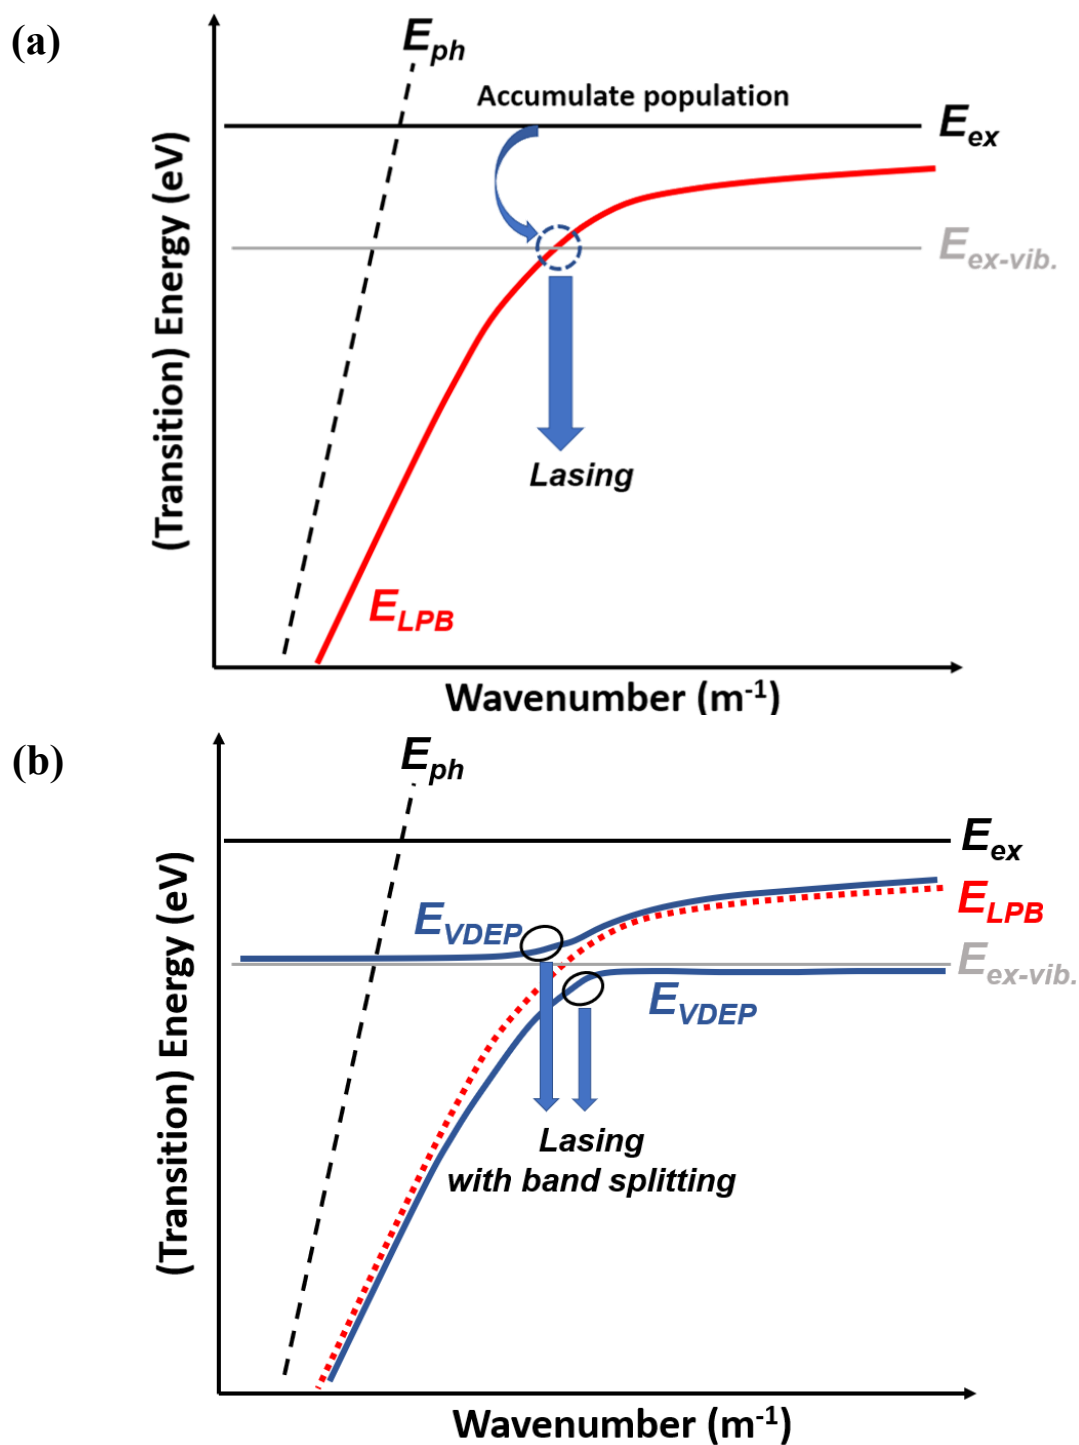 (a)
E_ph
Accumulate population
E_ex
E_ex-vib.
Lasing
E_LPB
(Transition) Energy (eV)
Wavenumber (m⁻¹)
(b)
E_ph
E_ex
E_LPB
E_VDEP
E_ex-vib.
E_VDEP
Lasing
with band splitting
(Transition) Energy (eV)
Wavenumber (m⁻¹)